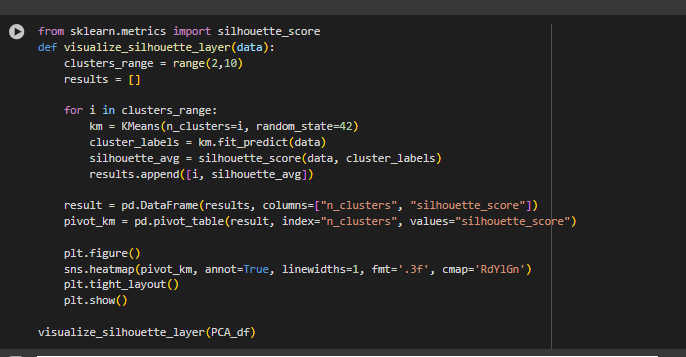 from sklearn.metrics import silhouette_score
def visualize_silhouette_layer(data):
    clusters_range = range(2,10)
    results = []

    for i in clusters_range:
        km = KMeans(n_clusters=i, random_state=42)
        cluster_labels = km.fit_predict(data)
        silhouette_avg = silhouette_score(data, cluster_labels)
        results.append([i, silhouette_avg])

    result = pd.DataFrame(results, columns=["n_clusters", "silhouette_score"])
    pivot_km = pd.pivot_table(result, index="n_clusters", values="silhouette_score")

    plt.figure()
    sns.heatmap(pivot_km, annot=True, linewidths=1, fmt='.3f', cmap='RdYlGn')
    plt.tight_layout()
    plt.show()

visualize_silhouette_layer(PCA_df)